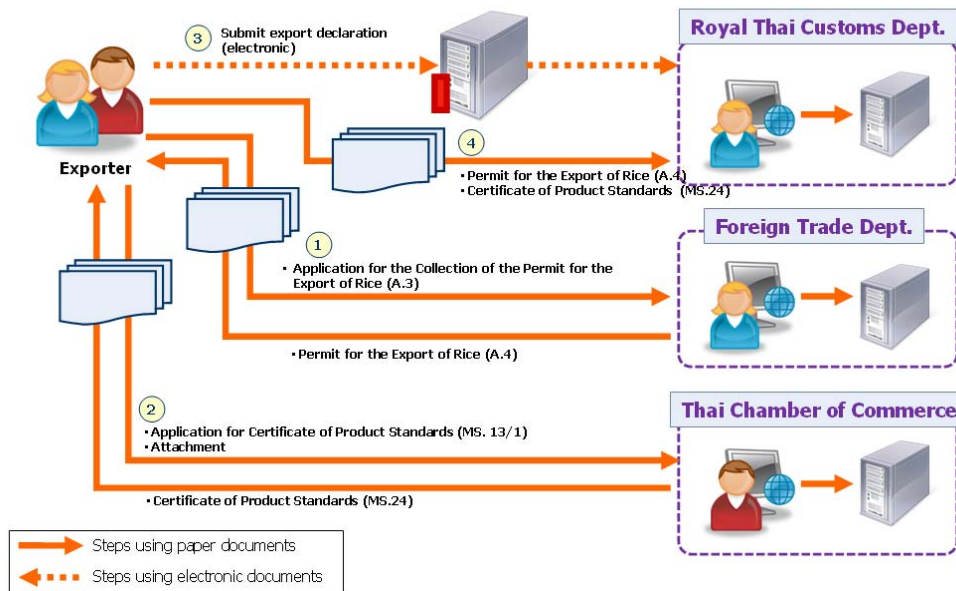 3
Submit export declaration
(electronic)
Royal Thai Customs Dept.
Exporter
4
• Permit for the Export of Rice (A.4)
• Certificate of Product Standards (MS.24)
Foreign Trade Dept.
1
• Application for the Collection of the Permit for the
Export of Rice (A.3)
• Permit for the Export of Rice (A.4)
Thai Chamber of Commerce
2
• Application for Certificate of Product Standards (MS. 13/1)
• Attachment
• Certificate of Product Standards (MS.24)
Steps using paper documents
Steps using electronic documents